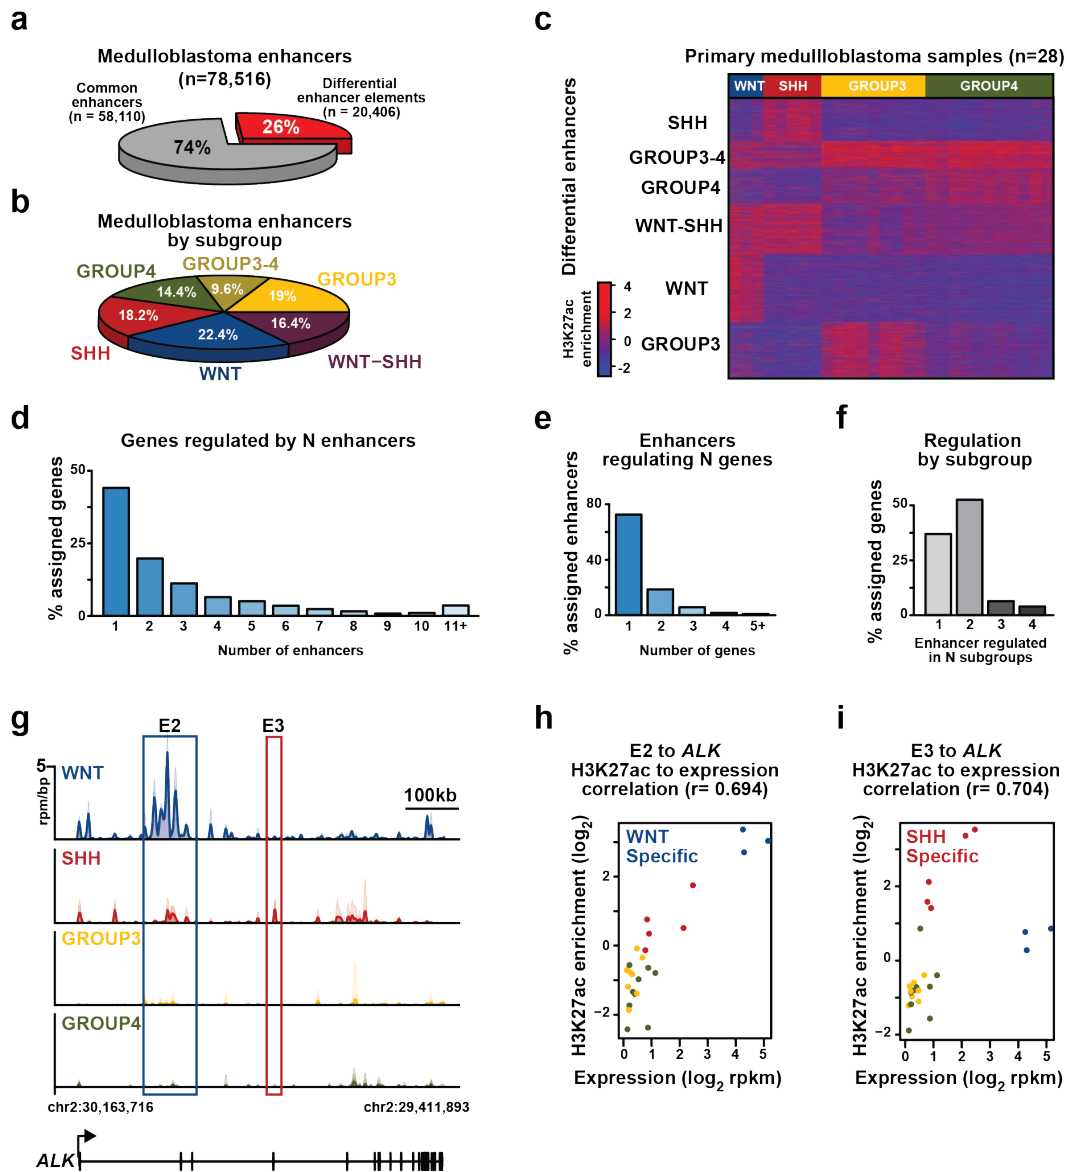 a
Medulloblastoma enhancers
(n=78,516)
Common
enhancers
(n = 58,110)
Differential
enhancer elements
(n = 20,406)
26%
74%
b
Medulloblastoma enhancers
by subgroup
GROUP4
GROUP3-4
GROUP3
14.4%
9.6%
19%
18.2%
22.4%
16.4%
SHH
WNT
WNT−SHH
c
Primary medullloblastoma samples (n=28)
WNT
SHH
GROUP3
GROUP4
Differential enhancers
SHH
GROUP3-4
GROUP4
WNT-SHH
WNT
GROUP3
H3K27ac
enrichment
4
2
0
-2
d
Genes regulated by N enhancers
% assigned genes
50
25
0
1 2 3 4 5 6 7 8 9 10 11+
Number of enhancers
e
Enhancers
regulating N genes
% assigned enhancers
80
40
0
1 2 3 4 5+
Number of genes
f
Regulation
by subgroup
% assigned genes
50
25
0
1 2 3 4
Enhancer regulated
in N subgroups
g
E2
E3
5
rpm/bp
WNT
100kb
SHH
GROUP3
GROUP4
chr2:30,163,716
chr2:29,411,893
ALK
h
E2 to ALK
H3K27ac to expression
correlation (r= 0.694)
H3K27ac enrichment (log2)
WNT
Specific
2
0
−2
0 1 2 3 4 5
Expression (log2 rpkm)
i
E3 to ALK
H3K27ac to expression
correlation (r= 0.704)
H3K27ac enrichment (log2)
SHH
Specific
2
0
−2
0 1 2 3 4 5
Expression (log2 rpkm)